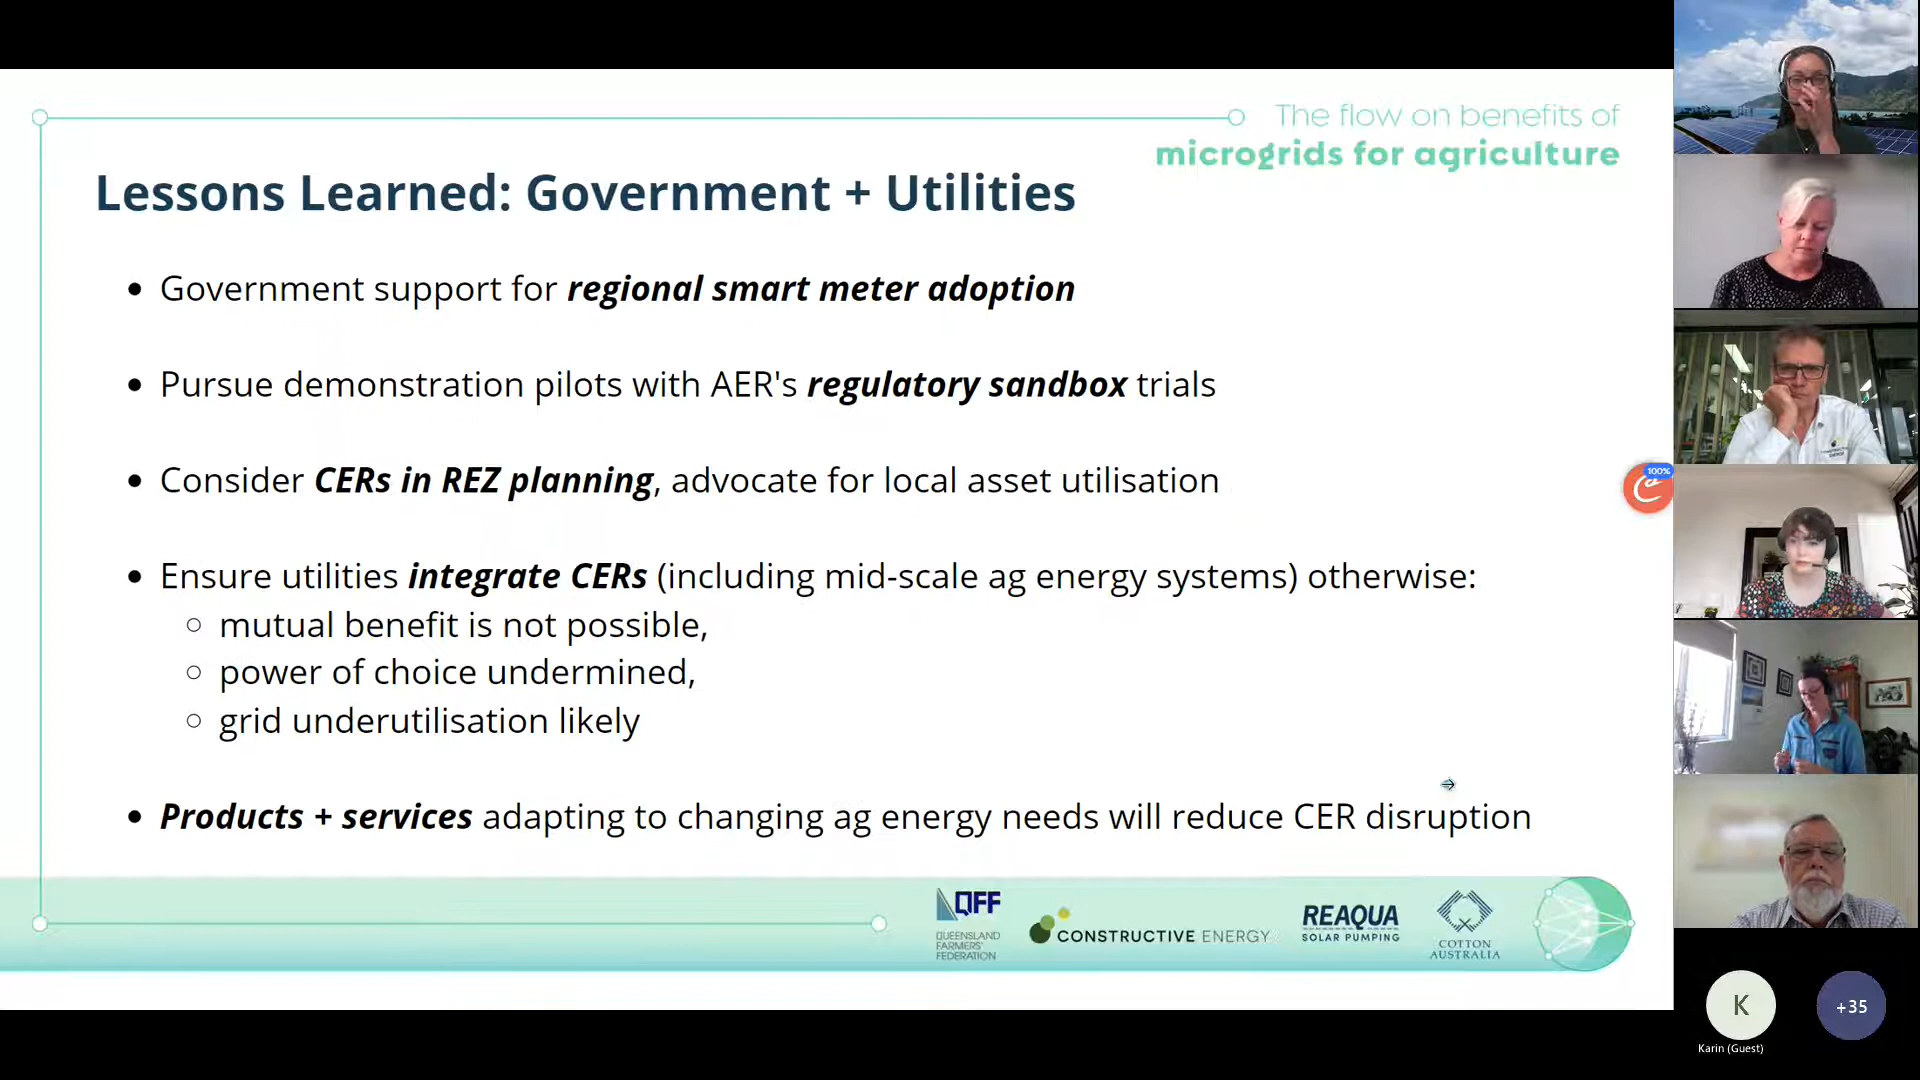 The flow on benefits of
microgrids for agriculture
Lessons Learned: Government + Utilities
• Government support for regional smart meter adoption
• Pursue demonstration pilots with AER's regulatory sandbox trials
• Consider CERs in REZ planning, advocate for local asset utilisation
• Ensure utilities integrate CERs (including mid-scale ag energy systems) otherwise:
○ mutual benefit is not possible,
○ power of choice undermined,
○ grid underutilisation likely
• Products + services adapting to changing ag energy needs will reduce CER disruption
QFF
QUEENSLAND
FARMERS'
FEDERATION
CONSTRUCTIVE ENERGY
REAQUA
SOLAR PUMPING
COTTON
AUSTRALIA
100%
K
+35
Karin (Guest)